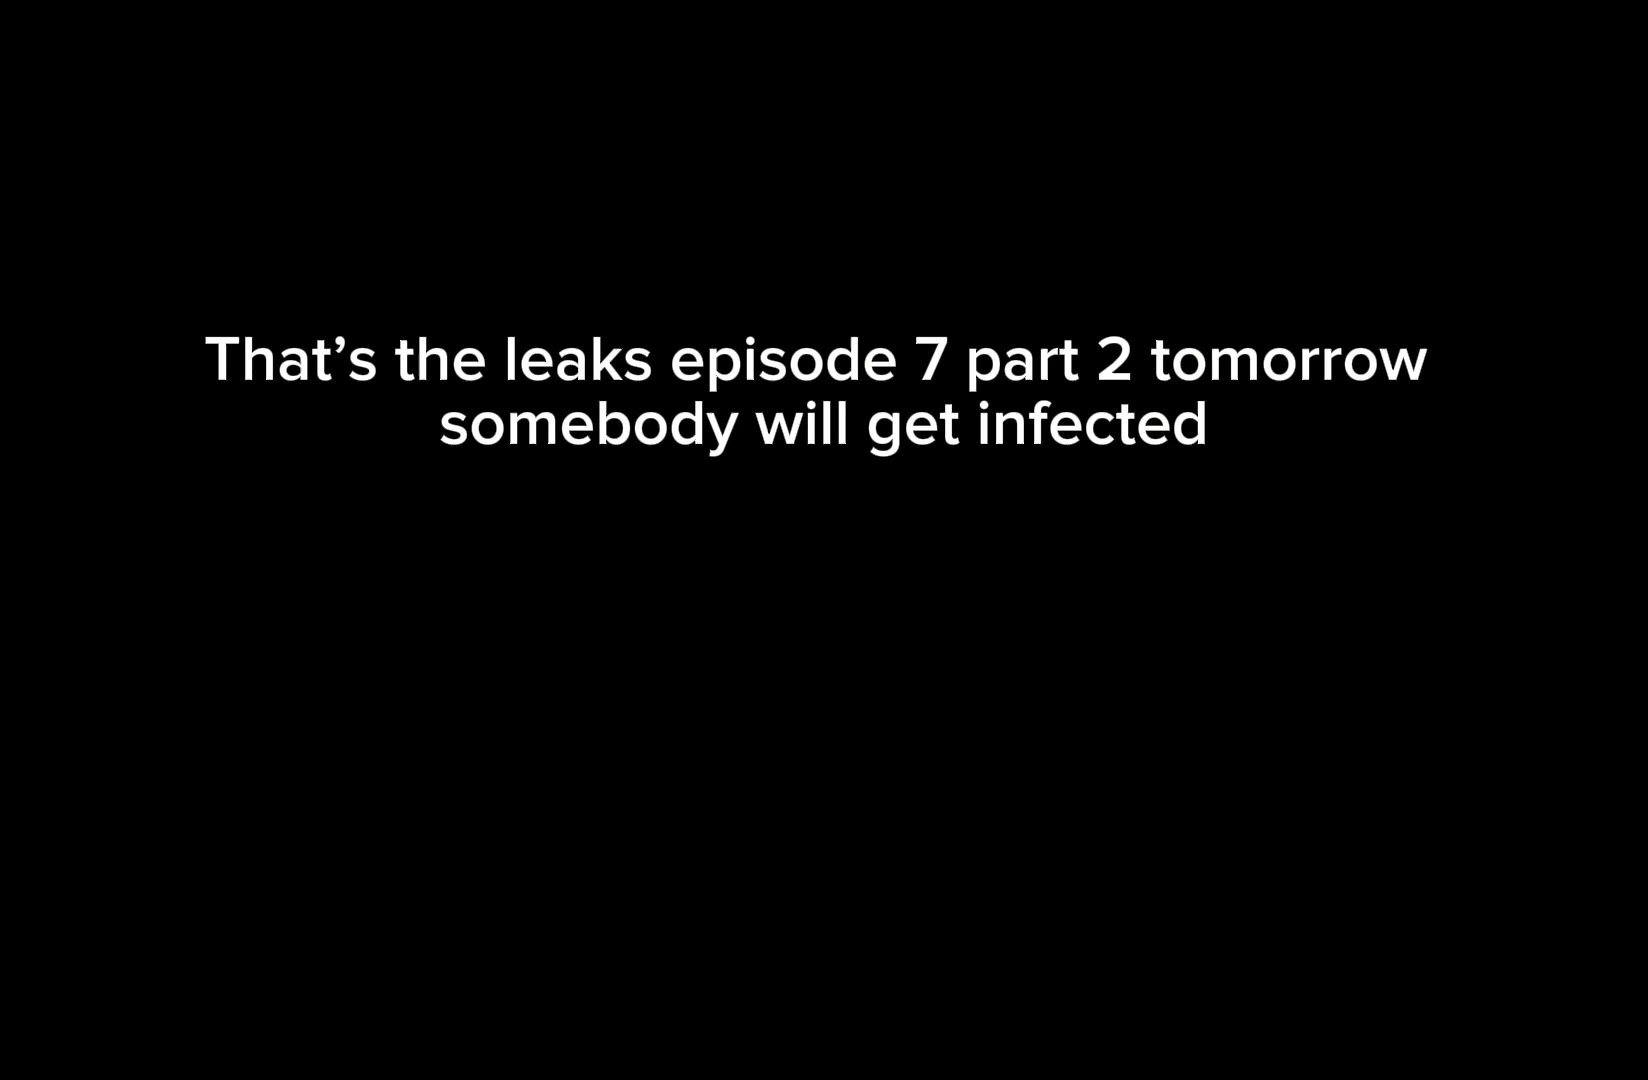 That’s the leaks episode 7 part 2 tomorrow
somebody will get infected